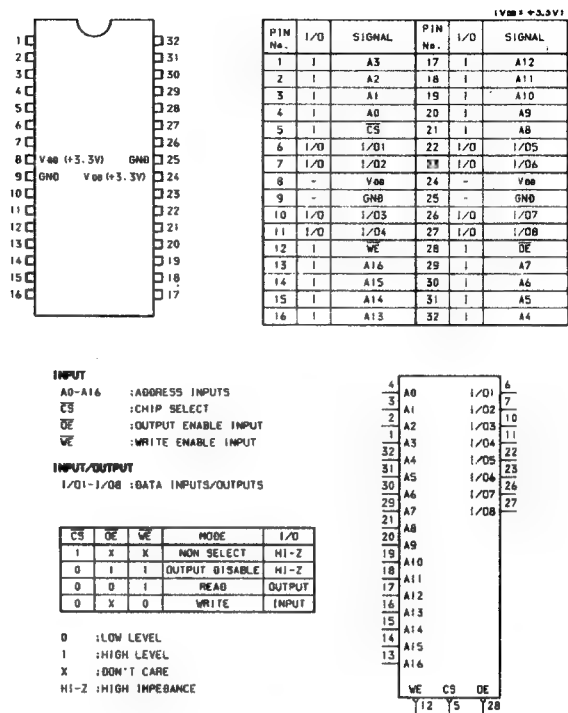 (VDD= +3.3V)
1 32
2 31
3 30
4 29
5 28
6 27
7 26
8 VDD (+3.3V) GND 25
9 GND VDD (+3.3V) 24
10 23
11 22
12 21
13 20
14 19
15 18
16 17
PIN No. I/O SIGNAL PIN No. I/O SIGNAL
1 I A3 17 I A12
2 I A2 18 I A11
3 I A1 19 I A10
4 I A0 20 I A9
5 I CS 21 I A8
6 I/O I/O1 22 I/O I/O5
7 I/O I/O2 23 I/O I/O6
8 - VDD 24 - VDD
9 - GND 25 - GND
10 I/O I/O3 26 I/O I/O7
11 I/O I/O4 27 I/O I/O8
12 I WE 28 I OE
13 I A16 29 I A7
14 I A15 30 I A6
15 I A14 31 I A5
16 I A13 32 I A4
INPUT
A0-A16 :ADDRESS INPUTS
CS :CHIP SELECT
OE :OUTPUT ENABLE INPUT
WE :WRITE ENABLE INPUT
INPUT/OUTPUT
I/O1-I/O8 :DATA INPUTS/OUTPUTS
CS OE WE MODE I/O
1 X X NON SELECT HI-Z
0 1 1 OUTPUT DISABLE HI-Z
0 0 1 READ OUTPUT
0 X 0 WRITE INPUT
0 :LOW LEVEL
1 :HIGH LEVEL
X :DON'T CARE
HI-Z :HIGH IMPEDANCE
4 A0 I/O1 6
3 A1 I/O2 7
2 A2 I/O3 10
1 A3 I/O4 11
32 A4 I/O5 22
31 A5 I/O6 23
30 A6 I/O7 26
29 A7 I/O8 27
21 A8
20 A9
19 A10
18 A11
17 A12
16 A13
15 A14
14 A15
13 A16
WE CS OE
12 5 28